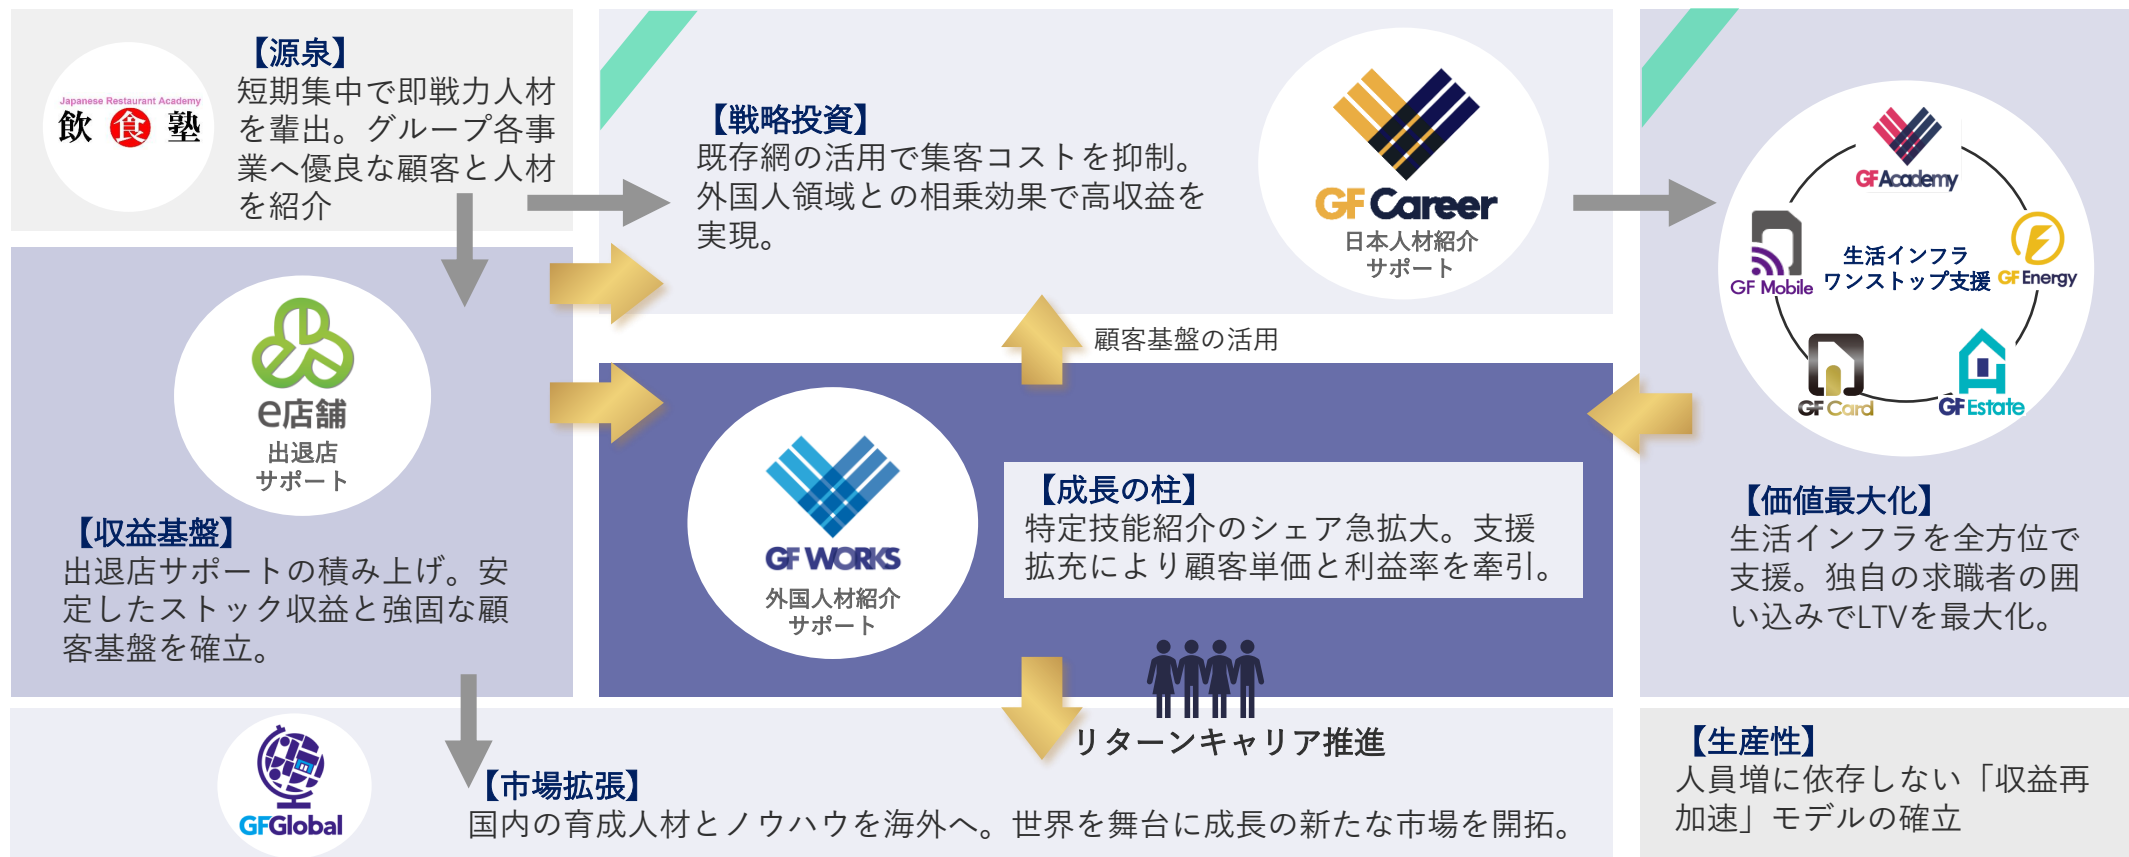 Japanese Restaurant Academy
飲食塾
【源泉】
短期集中で即戦力人材
を輩出。グループ各事
業へ優良な顧客と人材
を紹介
【戦略投資】
既存網の活用で集客コストを抑制。
外国人領域との相乗効果で高収益を
実現。
GF Career
日本人材紹介
サポート
GF Academy
GF Mobile
生活インフラ
ワンストップ支援
GF Energy
GF Card
GF Estate
【価値最大化】
生活インフラを全方位で
支援。独自の求職者の囲
い込みでLTVを最大化。
e店舗
出退店
サポート
【収益基盤】
出退店サポートの積み上げ。安
定したストック収益と強固な顧
客基盤を確立。
顧客基盤の活用
GF WORKS
外国人材紹介
サポート
【成長の柱】
特定技能紹介のシェア急拡大。支援
拡充により顧客単価と利益率を牽引。
リターンキャリア推進
GFGlobal
【市場拡張】
国内の育成人材とノウハウを海外へ。世界を舞台に成長の新たな市場を開拓。
【生産性】
人員増に依存しない「収益再
加速」モデルの確立